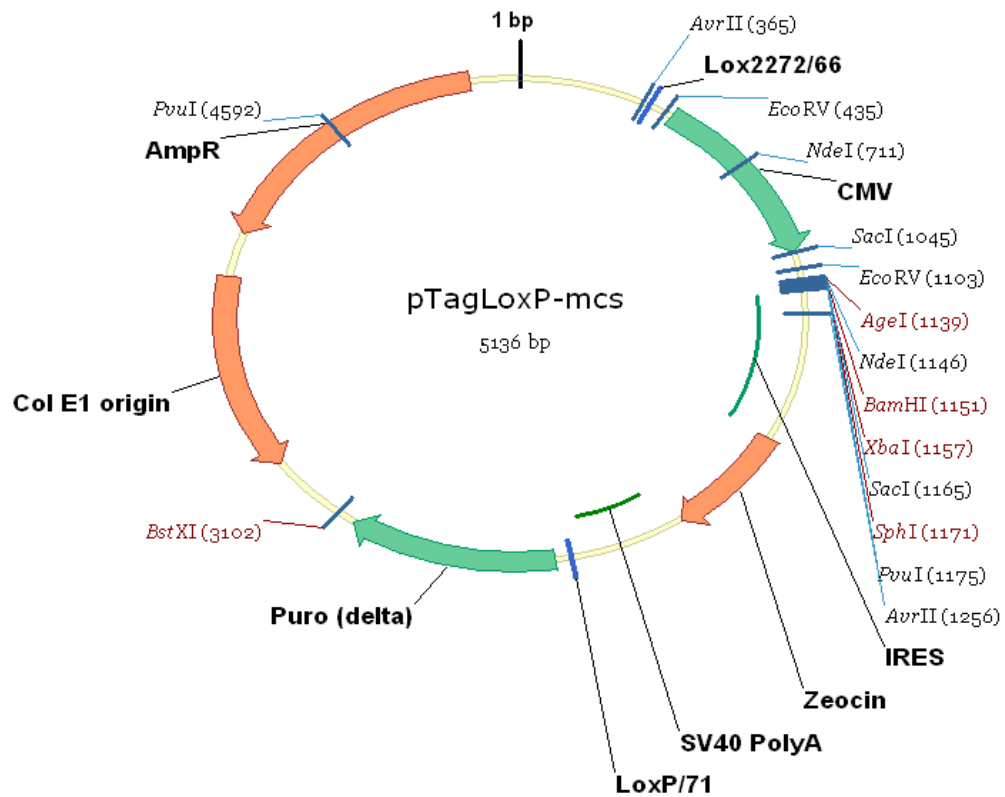 1 bp
AvrII (365)
Lox2272/66
EcoRV (435)
NdeI (711)
CMV
SacI (1045)
EcoRV (1103)
AgeI (1139)
NdeI (1146)
BamHI (1151)
XbaI (1157)
SacI (1165)
SphI (1171)
PvuI (1175)
AvrII (1256)
IRES
Zeocin
SV40 PolyA
LoxP/71
Puro (delta)
BstXI (3102)
Col E1 origin
AmpR
PvuI (4592)
pTagLoxP-mcs
5136 bp